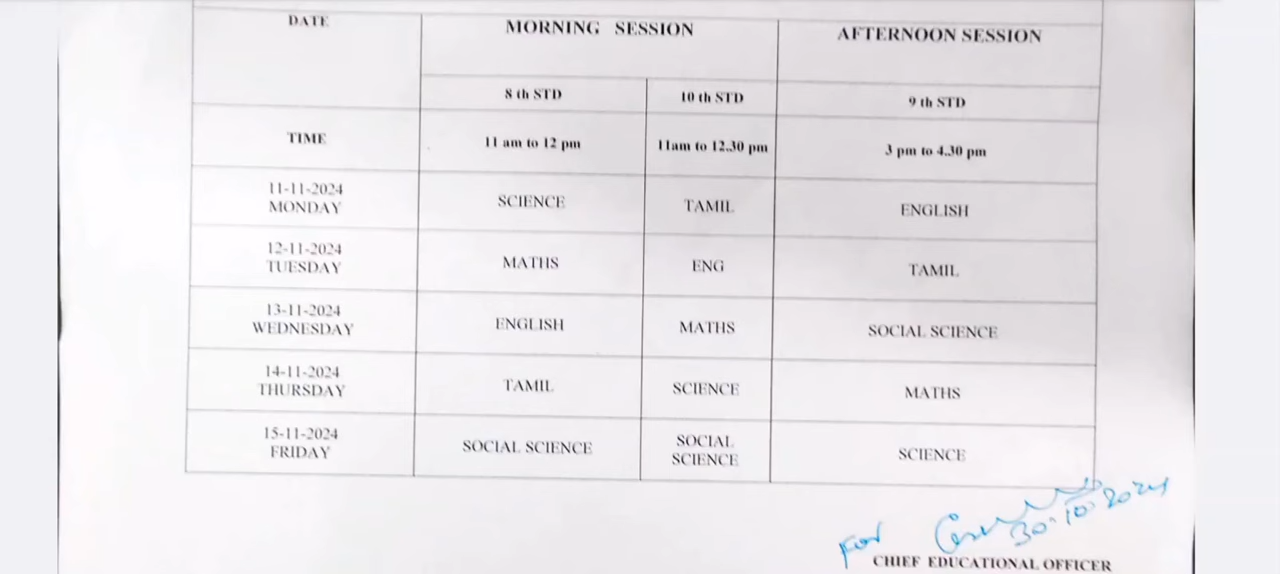 DATE
MORNING SESSION
AFTERNOON SESSION
8 th STD
10 th STD
9 th STD
TIME
11 am to 12 pm
11am to 12.30 pm
3 pm to 4.30 pm
11-11-2024
MONDAY
SCIENCE
TAMIL
ENGLISH
12-11-2024
TUESDAY
MATHS
ENG
TAMIL
13-11-2024
WEDNESDAY
ENGLISH
MATHS
SOCIAL SCIENCE
14-11-2024
THURSDAY
TAMIL
SCIENCE
MATHS
15-11-2024
FRIDAY
SOCIAL SCIENCE
SOCIAL
SCIENCE
SCIENCE
For
30.10.2024
CHIEF EDUCATIONAL OFFICER